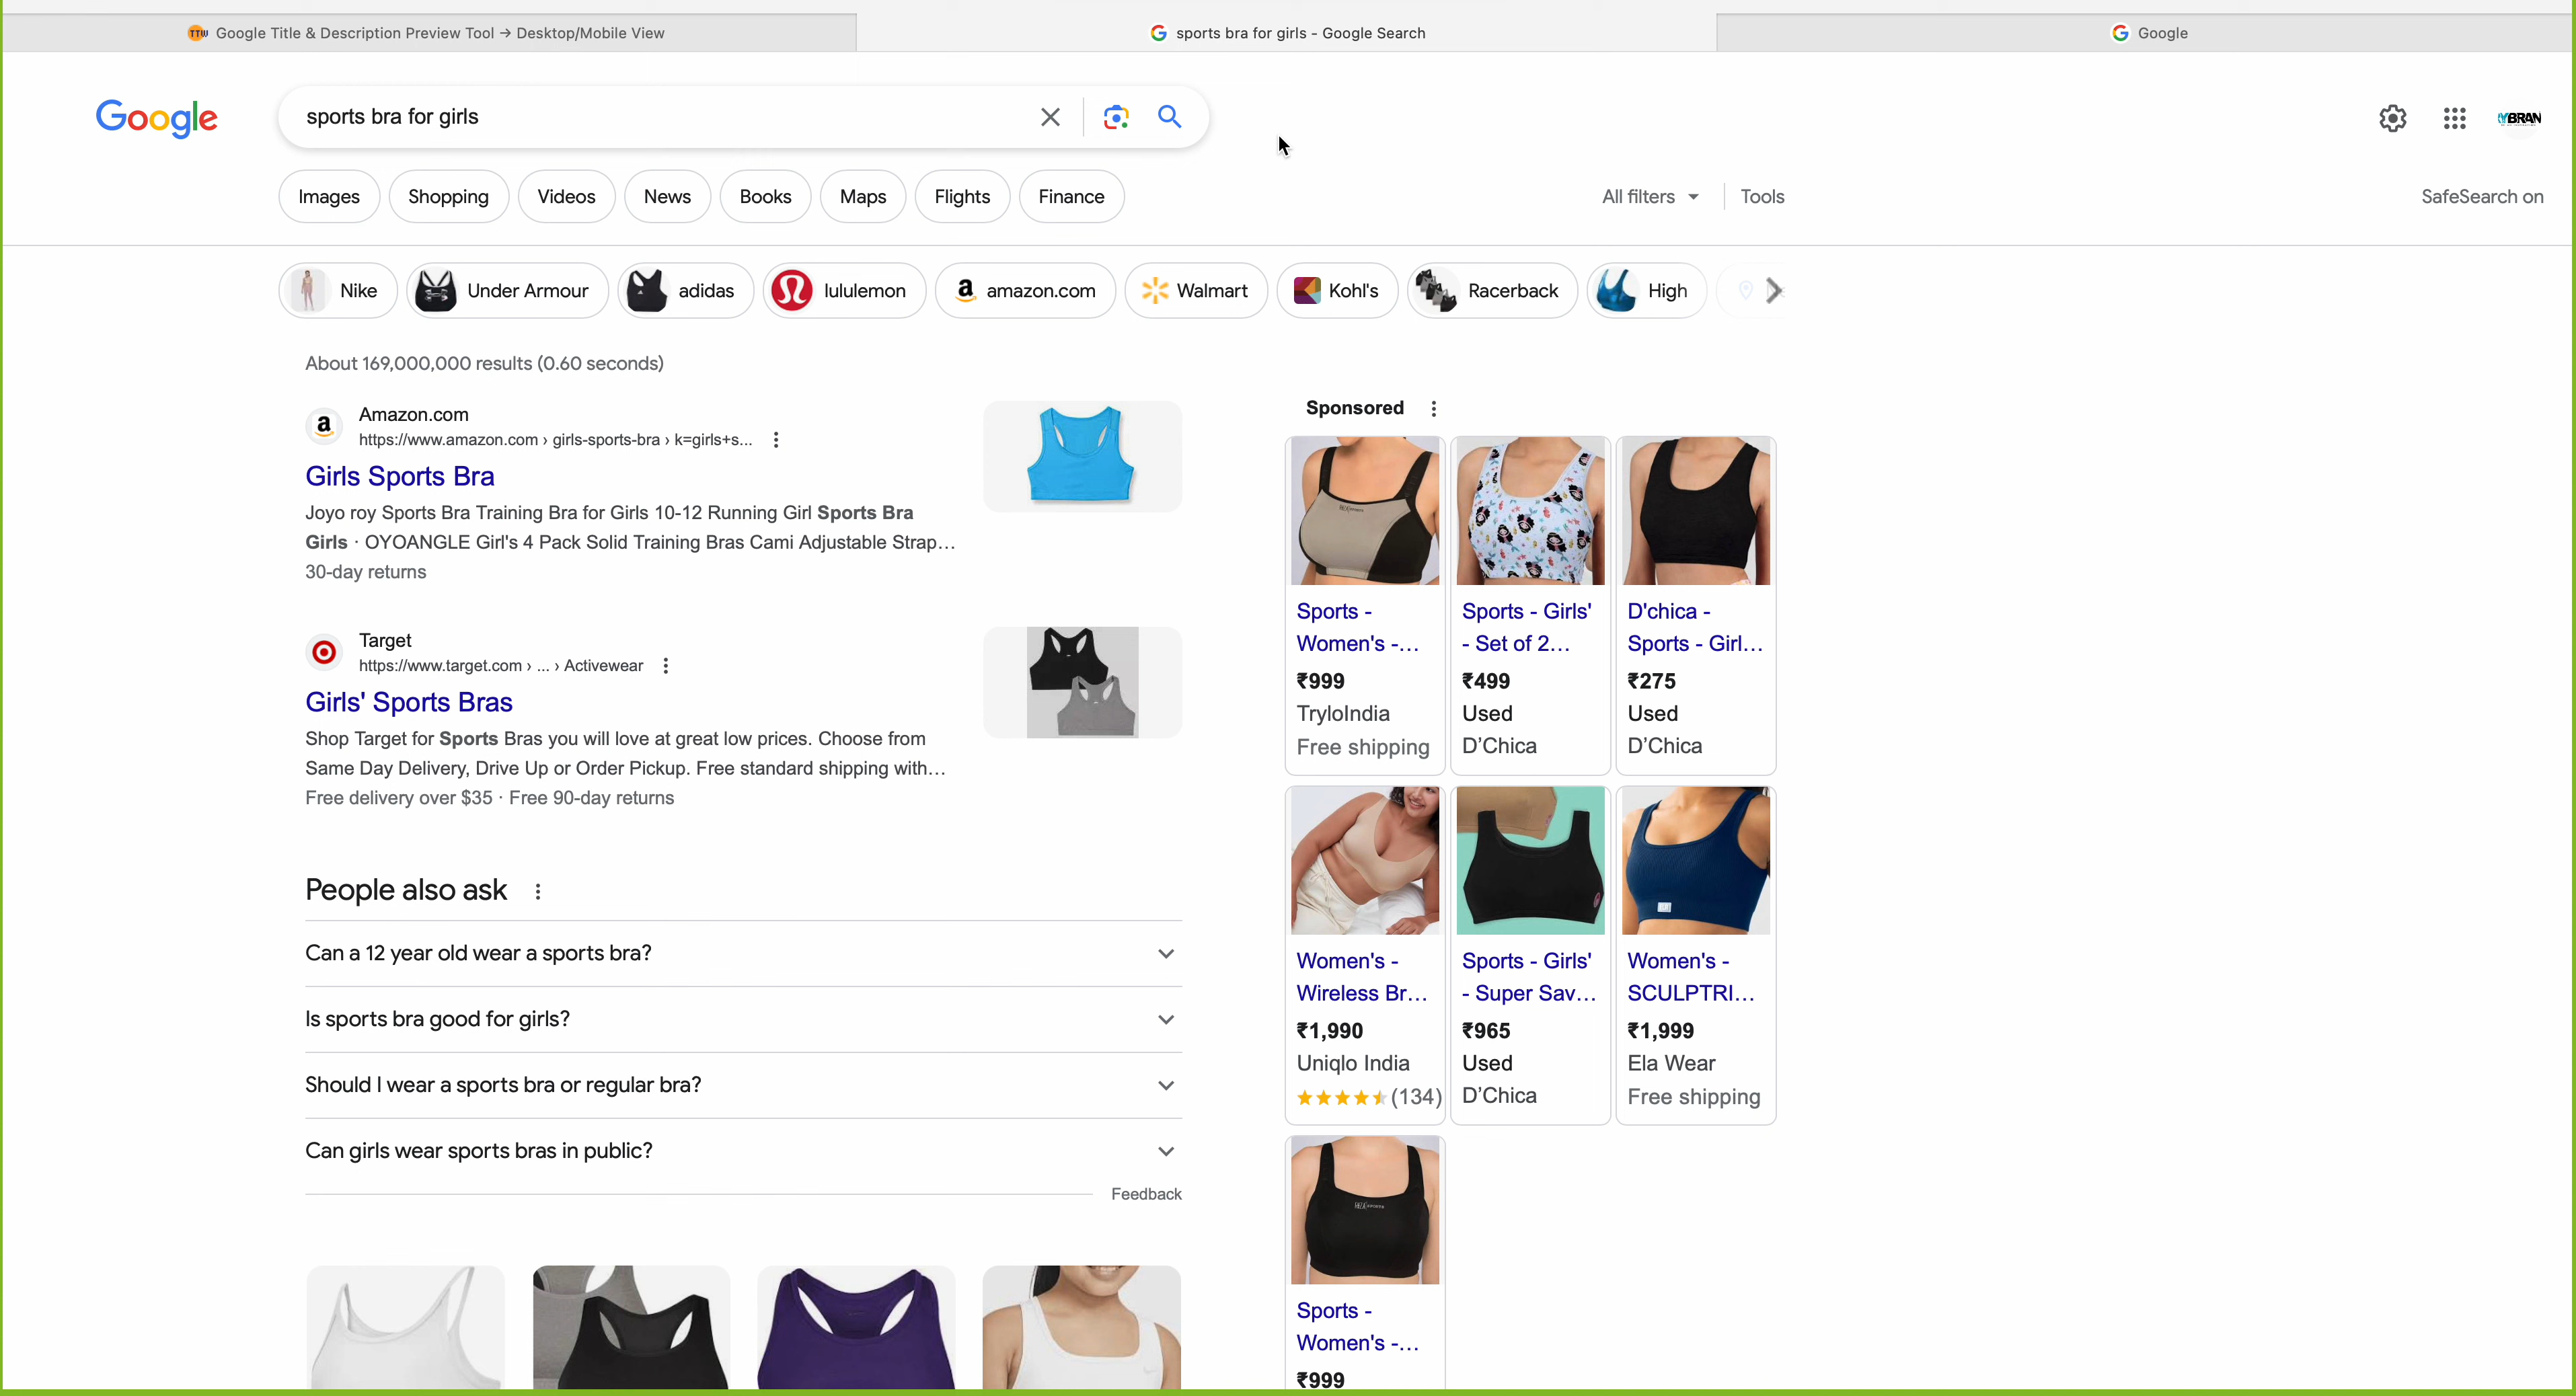 Google Title & Description Preview Tool → Desktop/Mobile View
sports bra for girls - Google Search
Google
Google
sports bra for girls
Images
Shopping
Videos
News
Books
Maps
Flights
Finance
All filters
Tools
SafeSearch on
Nike
Under Armour
adidas
lululemon
amazon.com
Walmart
Kohl's
Racerback
High
About 169,000,000 results (0.60 seconds)
Amazon.com
https://www.amazon.com › girls-sports-bra › k=girls+s...
Girls Sports Bra
Joyo roy Sports Bra Training Bra for Girls 10-12 Running Girl Sports Bra
Girls · OYOANGLE Girl's 4 Pack Solid Training Bras Cami Adjustable Strap...
30-day returns
Target
https://www.target.com › ... › Activewear
Girls' Sports Bras
Shop Target for Sports Bras you will love at great low prices. Choose from
Same Day Delivery, Drive Up or Order Pickup. Free standard shipping with...
Free delivery over $35 · Free 90-day returns
People also ask
Can a 12 year old wear a sports bra?
Is sports bra good for girls?
Should I wear a sports bra or regular bra?
Can girls wear sports bras in public?
Feedback
Sponsored
Sports -
Women's -...
₹999
TryloIndia
Free shipping
Sports - Girls'
- Set of 2...
₹499
Used
D'Chica
D'chica -
Sports - Girl...
₹275
Used
D'Chica
Women's -
Wireless Br...
₹1,990
Uniqlo India
(134)
Sports - Girls'
- Super Sav...
₹965
Used
D'Chica
Women's -
SCULPTRI...
₹1,999
Ela Wear
Free shipping
Sports -
Women's -...
₹999